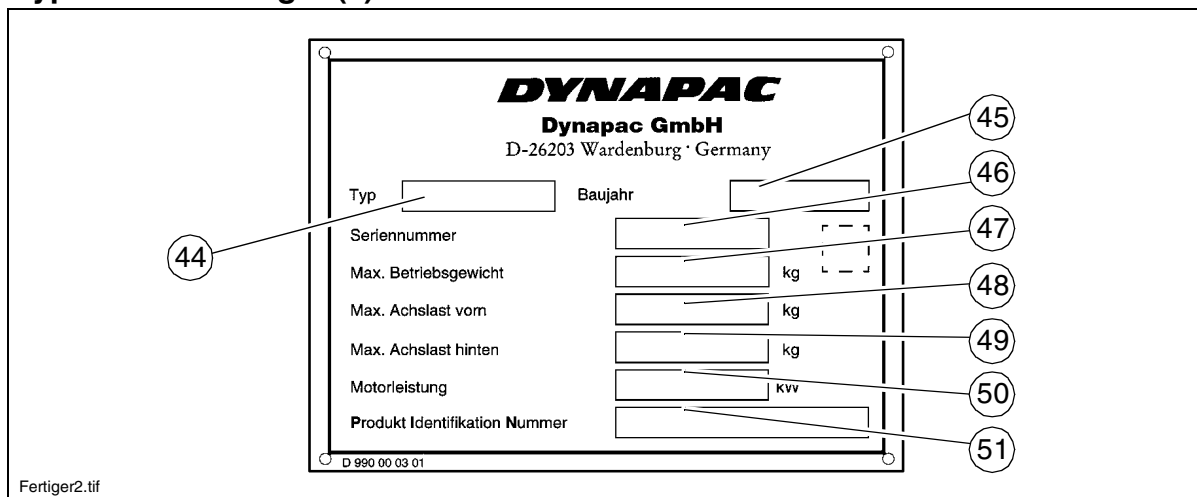 DYNAPAC
Dynapac GmbH
D-26203 Wardenburg · Germany
45
46
Typ Baujahr
47
Seriennummer
44
Max. Betriebsgewicht kg
48
Max. Achslast vorn kg
49
Max. Achslast hinten kg
50
Motorleistung kW
Produkt Identifikation Nummer
51
D 990 00 03 01
Fertiger2.tif